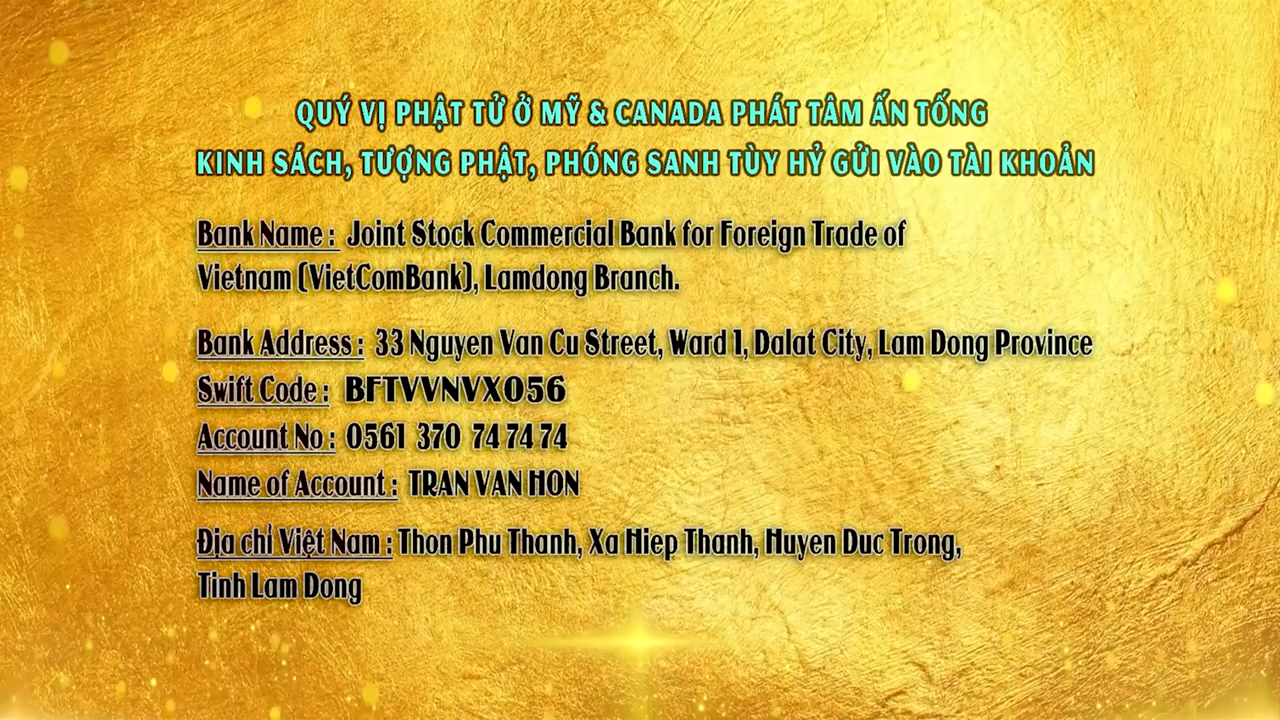 QUÝ VỊ PHẬT TỬ Ở MỸ & CANADA PHÁT TÂM ẤN TỐNG
KINH SÁCH, TƯỢNG PHẬT, PHÓNG SANH TÙY HỶ GỬI VÀO TÀI KHOẢN
Bank Name : Joint Stock Commercial Bank for Foreign Trade of
Vietnam (VietComBank), Lamdong Branch.
Bank Address : 33 Nguyen Van Cu Street, Ward 1, Dalat City, Lam Dong Province
Swift Code : BFTVVNVX056
Account No : 0561 370 74 74 74
Name of Account : TRAN VAN HON
Địa chỉ Việt Nam : Thon Phu Thanh, Xa Hiep Thanh, Huyen Duc Trong,
Tinh Lam Dong